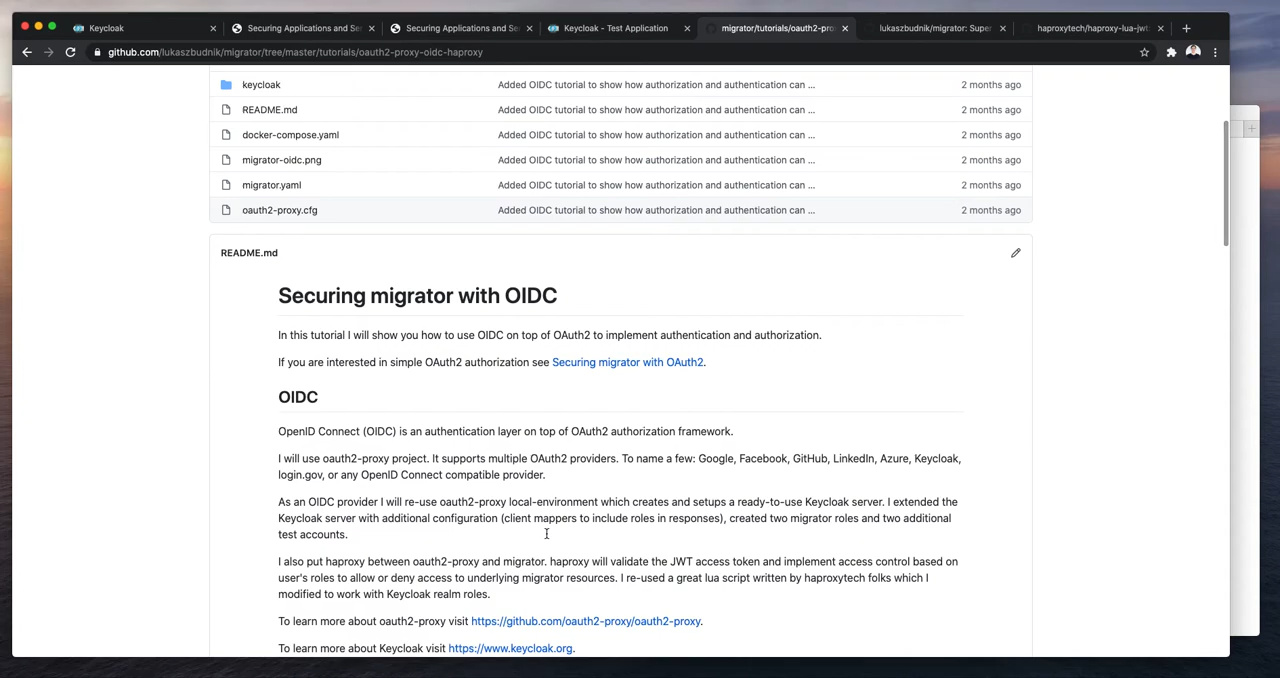 Keycloak
Securing Applications and Se
Securing Applications and Se
Keycloak - Test Application
migrator/tutorials/oauth2-pro
lukaszbudnik/migrator: Super
haproxytech/haproxy-lua-jwt
github.com/lukaszbudnik/migrator/tree/master/tutorials/oauth2-proxy-oidc-haproxy
keycloak Added OIDC tutorial to show how authorization and authentication can ... 2 months ago
README.md Added OIDC tutorial to show how authorization and authentication can ... 2 months ago
docker-compose.yaml Added OIDC tutorial to show how authorization and authentication can ... 2 months ago
migrator-oidc.png Added OIDC tutorial to show how authorization and authentication can ... 2 months ago
migrator.yaml Added OIDC tutorial to show how authorization and authentication can ... 2 months ago
oauth2-proxy.cfg Added OIDC tutorial to show how authorization and authentication can ... 2 months ago
README.md
Securing migrator with OIDC
In this tutorial I will show you how to use OIDC on top of OAuth2 to implement authentication and authorization.
If you are interested in simple OAuth2 authorization see Securing migrator with OAuth2.
OIDC
OpenID Connect (OIDC) is an authentication layer on top of OAuth2 authorization framework.
I will use oauth2-proxy project. It supports multiple OAuth2 providers. To name a few: Google, Facebook, GitHub, LinkedIn, Azure, Keycloak,
login.gov, or any OpenID Connect compatible provider.
As an OIDC provider I will re-use oauth2-proxy local-environment which creates and setups a ready-to-use Keycloak server. I extended the
Keycloak server with additional configuration (client mappers to include roles in responses), created two migrator roles and two additional
test accounts.
I also put haproxy between oauth2-proxy and migrator. haproxy will validate the JWT access token and implement access control based on
user's roles to allow or deny access to underlying migrator resources. I re-used a great lua script written by haproxytech folks which I
modified to work with Keycloak realm roles.
To learn more about oauth2-proxy visit https://github.com/oauth2-proxy/oauth2-proxy.
To learn more about Keycloak visit https://www.keycloak.org.